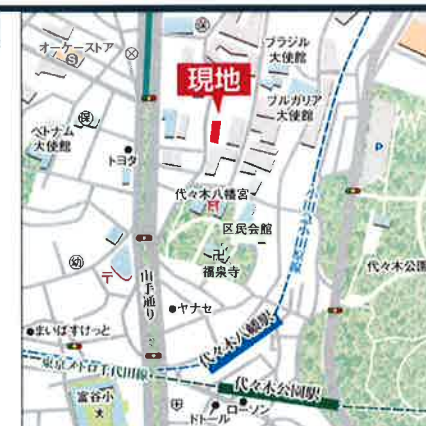 保
オーケーストア
S
ブラジル
大使館
現地
ブルガリア
大使館
保
ベトナム
大使館
トヨタ
P
小田急小田原線
代々木八幡宮
区民会館
卍
福泉寺
代々木公園
幼
〒
山手通り
ヤナセ
代々木八幡駅
まいばすけっと
東京メトロ千代田線
代々木公園駅
富谷小
文
ローソン
ドトール